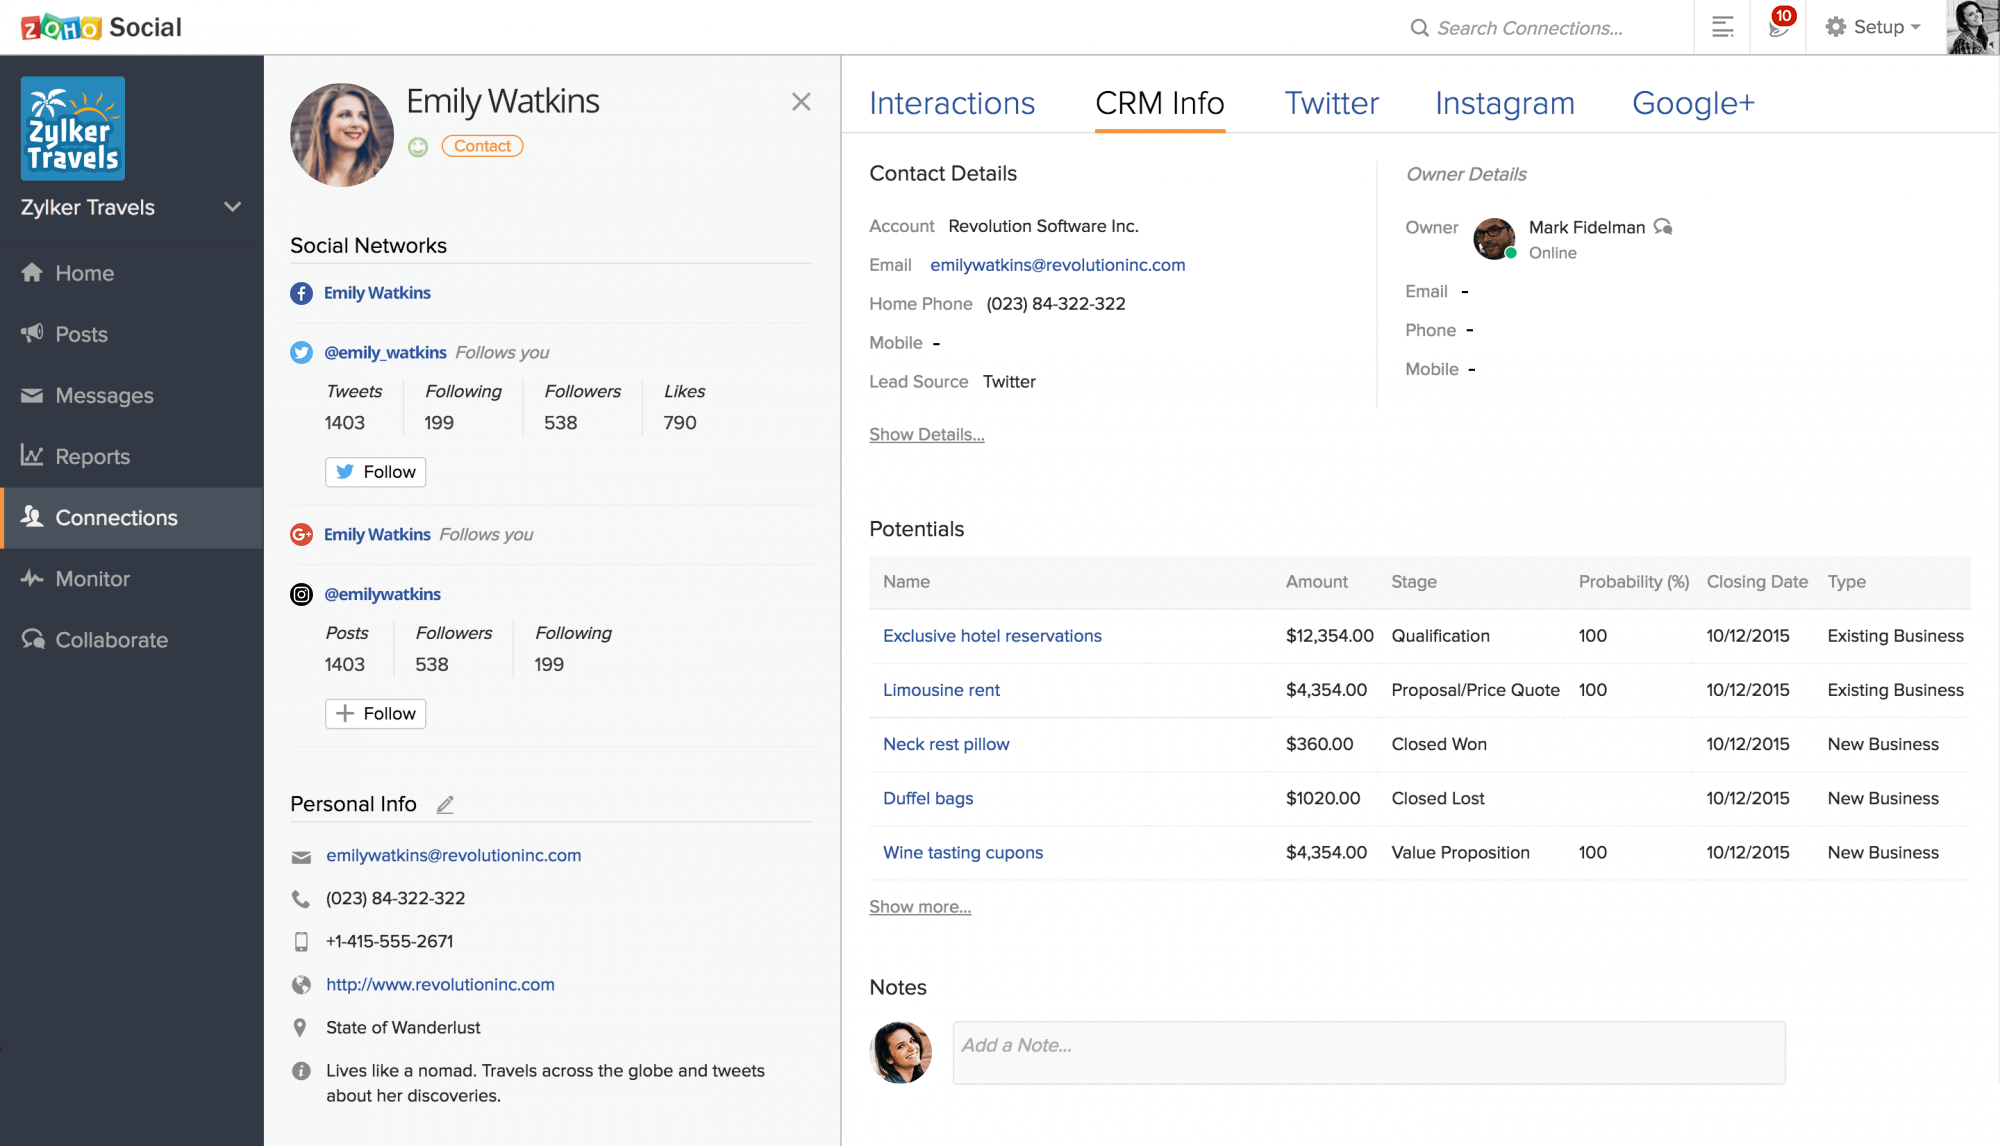 ZOHO Social
Search Connections...
10
Setup
Zylker
Travels
Zylker Travels
Home
Posts
Messages
Reports
Connections
Monitor
Collaborate
Emily Watkins
Contact
Social Networks
Emily Watkins
@emily_watkins Follows you
Tweets Following Followers Likes
1403 199 538 790
Follow
Emily Watkins Follows you
@emilywatkins
Posts Followers Following
1403 538 199
Follow
Personal Info
emilywatkins@revolutioninc.com
(023) 84-322-322
+1-415-555-2671
http://www.revolutioninc.com
State of Wanderlust
Lives like a nomad. Travels across the globe and tweets
about her discoveries.
Interactions CRM Info Twitter Instagram Google+
Contact Details
Account Revolution Software Inc.
Email emilywatkins@revolutioninc.com
Home Phone (023) 84-322-322
Mobile -
Lead Source Twitter
Show Details...
Owner Details
Owner Mark Fidelman
Online
Email -
Phone -
Mobile -
Potentials
Name Amount Stage Probability (%) Closing Date Type
Exclusive hotel reservations $12,354.00 Qualification 100 10/12/2015 Existing Business
Limousine rent $4,354.00 Proposal/Price Quote 100 10/12/2015 Existing Business
Neck rest pillow $360.00 Closed Won 10/12/2015 New Business
Duffel bags $1020.00 Closed Lost 10/12/2015 New Business
Wine tasting cupons $4,354.00 Value Proposition 100 10/12/2015 New Business
Show more...
Notes
Add a Note...